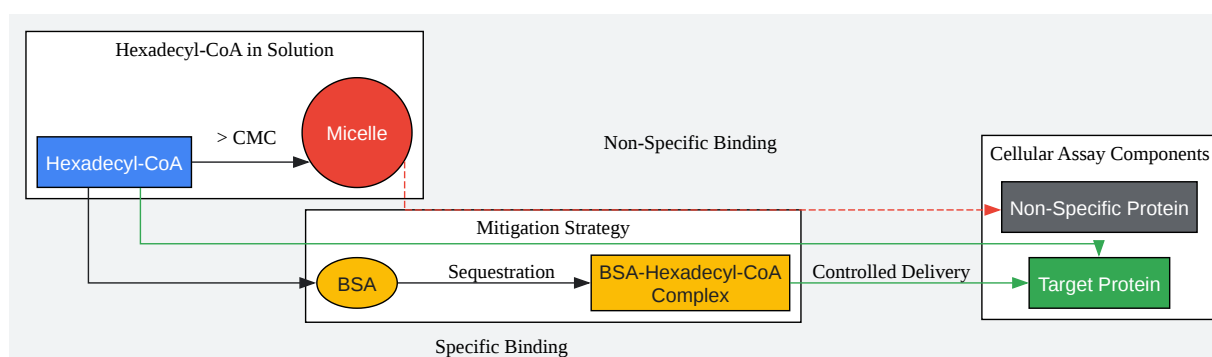 Hexadecyl-CoA in Solution
Micelle
> CMC
Hexadecyl-CoA
Non-Specific Binding
Cellular Assay Components
Non-Specific Protein
Mitigation Strategy
BSA
Sequestration
BSA-Hexadecyl-CoA
Complex
Controlled Delivery
Target Protein
Specific Binding